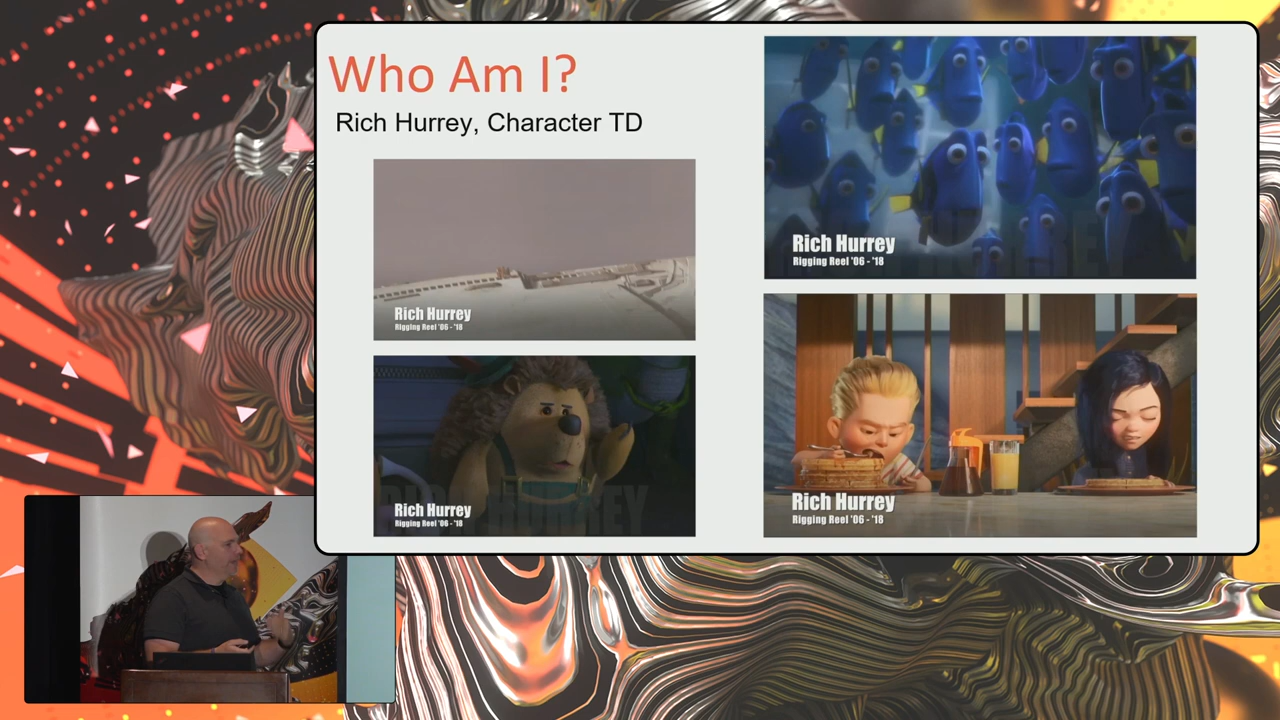 Who Am I?
Rich Hurrey, Character TD
Rich Hurrey
Rigging Reel '06 - '18
Rich Hurrey
Rigging Reel '06 - '18
Rich Hurrey
Rigging Reel '06 - '18
Rich Hurrey
Rigging Reel '06 - '18